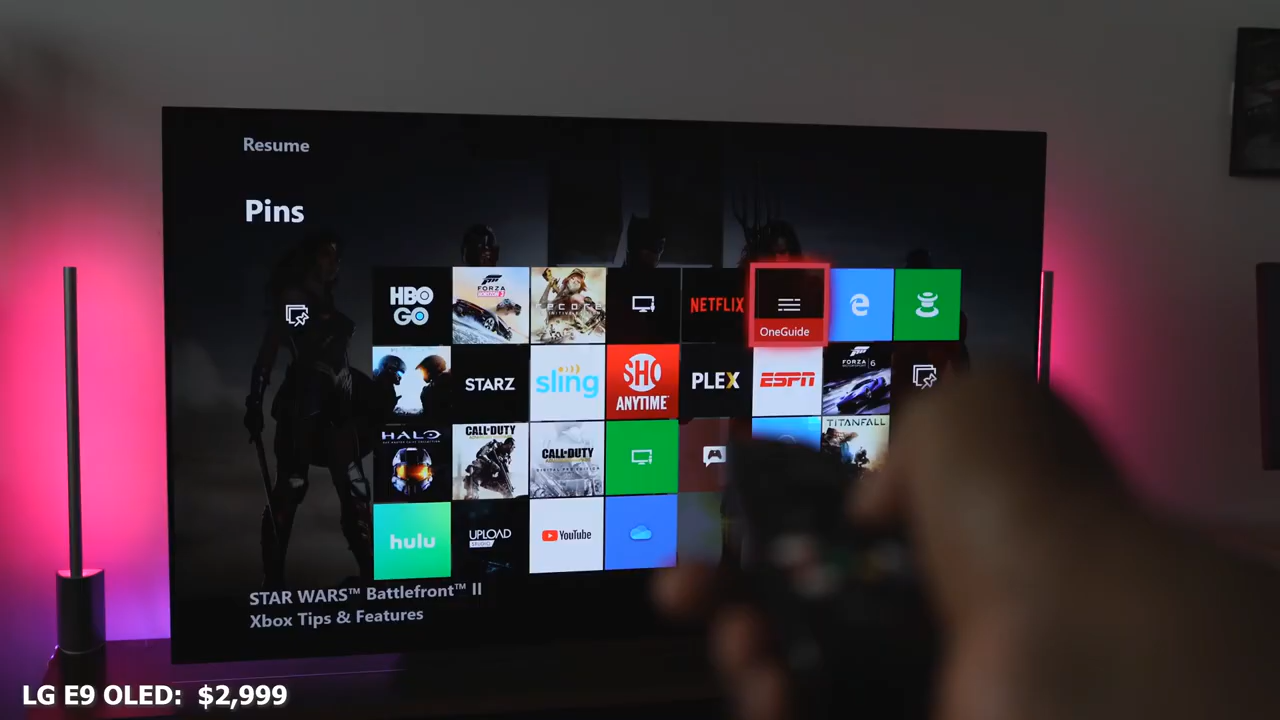 Resume
Pins
HBO
GO
FORZA
NETFLIX
OneGuide
STARZ
sling
SHO
ANYTIME
PLEX
ESPN
FORZA
6
HALO
CALL OF DUTY
CALL OF DUTY
TITANFALL
hulu
UPLOAD
STUDIO
YouTube
STAR WARS™ Battlefront™ II
Xbox Tips & Features
LG E9 OLED: $2,999